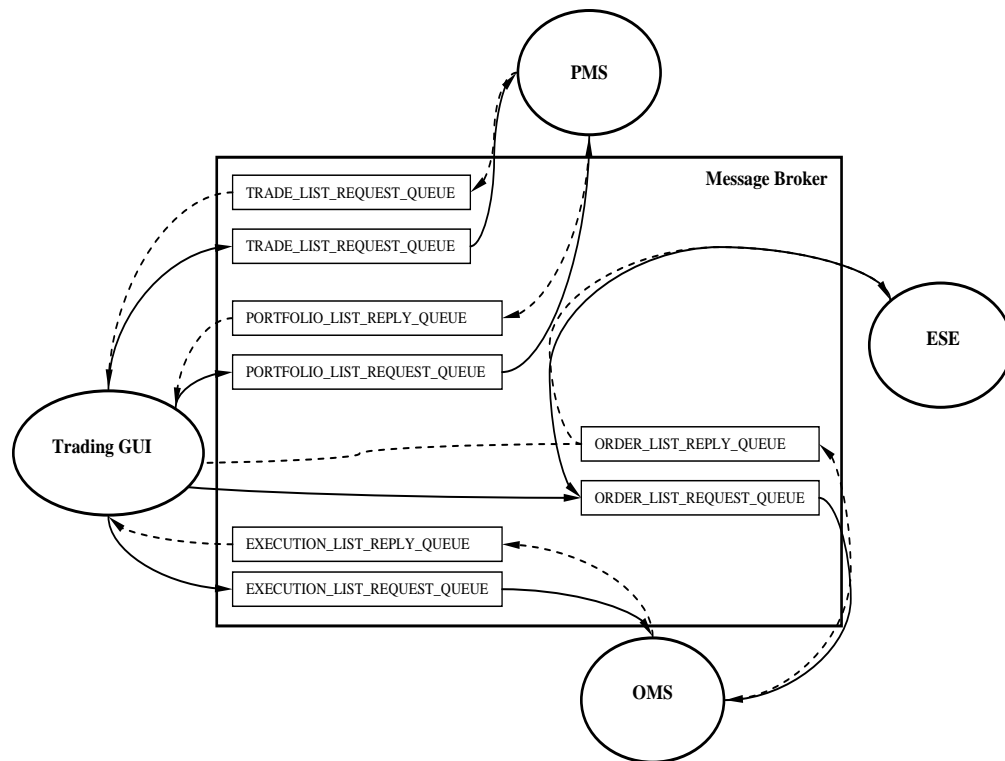 PMS
Message Broker
TRADE_LIST_REQUEST_QUEUE
TRADE_LIST_REQUEST_QUEUE
PORTFOLIO_LIST_REPLY_QUEUE
ESE
PORTFOLIO_LIST_REQUEST_QUEUE
Trading GUI
ORDER_LIST_REPLY_QUEUE
ORDER_LIST_REQUEST_QUEUE
EXECUTION_LIST_REPLY_QUEUE
EXECUTION_LIST_REQUEST_QUEUE
OMS